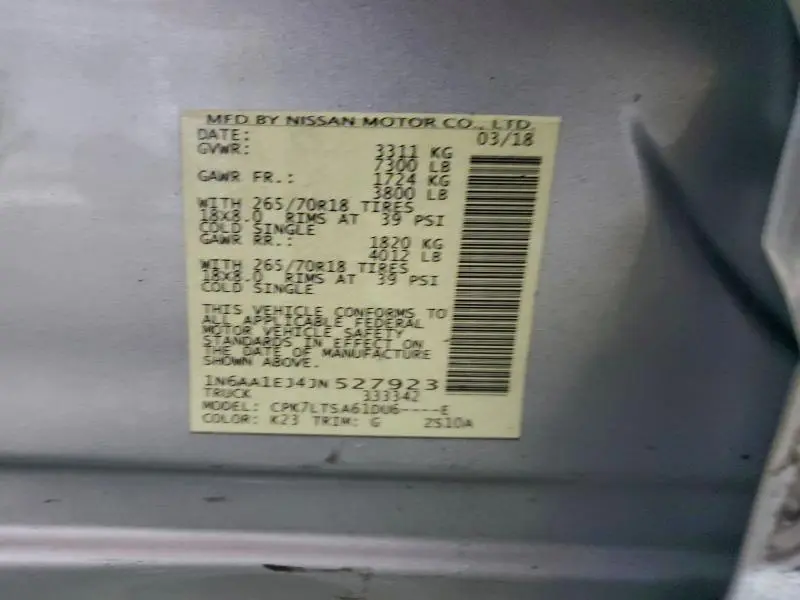 MFD BY NISSAN MOTOR CO., LTD.
DATE: 03/18
GVWR: 3311 KG
7300 LB
GAWR FR.: 1724 KG
3800 LB
WITH 265/70R18 TIRES
18X8.0 RIMS AT 39 PSI
COLD SINGLE
GAWR RR.: 1820 KG
4012 LB
WITH 265/70R18 TIRES
18X8.0 RIMS AT 39 PSI
COLD SINGLE
THIS VEHICLE CONFORMS TO
ALL APPLICABLE FEDERAL
MOTOR VEHICLE SAFETY
STANDARDS IN EFFECT ON
THE DATE OF MANUFACTURE
SHOWN ABOVE.
1N6AA1EJ4JN527923
TRUCK 333342
MODEL: CPK7LTSA61DU6----E
COLOR: K23 TRIM: G 2S10A